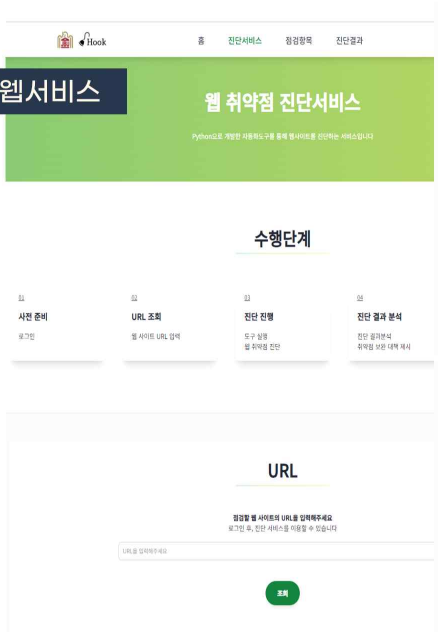 Hook
홈 진단서비스 점검항목 진단결과
웹서비스
웹 취약점 진단서비스
Python으로 개발한 자동화도구를 통해 웹사이트를 진단하는 서비스입니다
수행단계
01 02 03 04
사전 준비 URL 조회 진단 진행 진단 결과 분석
로그인 웹 사이트 URL 입력 도구 실행 진단 결과분석
웹 취약점 진단 취약점 보완 대책 제시
URL
점검할 웹 사이트의 URL을 입력해주세요
로그인 후, 진단 서비스를 이용할 수 있습니다
URL을 입력해주세요
조회